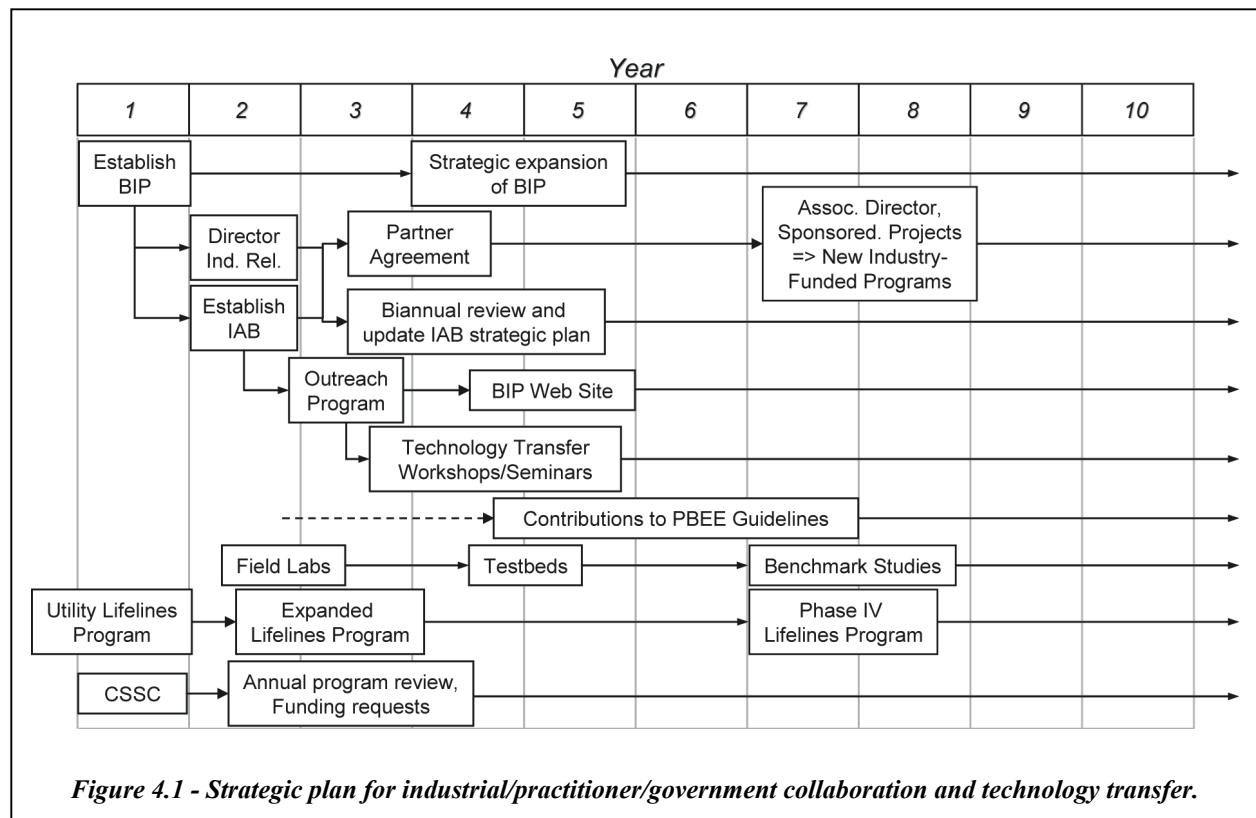 Year
1 2 3 4 5 6 7 8 9 10
Establish
BIP
Strategic expansion
of BIP
Director
Ind. Rel.
Partner
Agreement
Assoc. Director,
Sponsored. Projects
=> New Industry-
Funded Programs
Establish
IAB
Biannual review and
update IAB strategic plan
Outreach
Program
BIP Web Site
Technology Transfer
Workshops/Seminars
Contributions to PBEE Guidelines
Field Labs
Testbeds
Benchmark Studies
Utility Lifelines
Program
Expanded
Lifelines Program
Phase IV
Lifelines Program
CSSC
Annual program review,
Funding requests
Figure 4.1 - Strategic plan for industrial/practitioner/government collaboration and technology transfer.